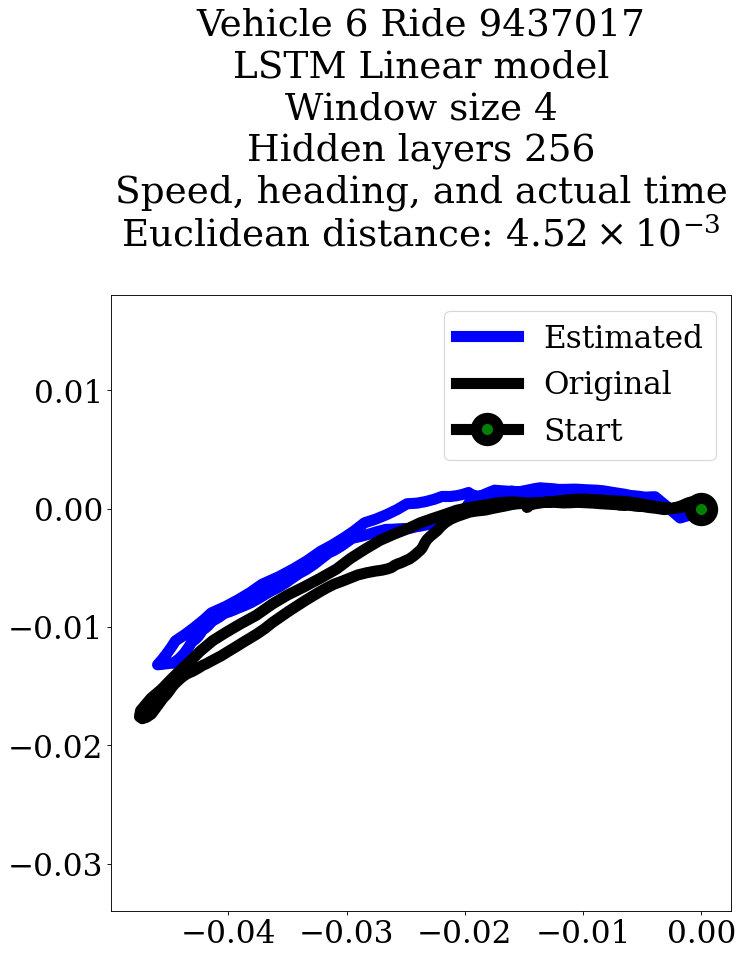 Vehicle 6 Ride 9437017
LSTM Linear model
Window size 4
Hidden layers 256
Speed, heading, and actual time
Euclidean distance: 4.52 × 10⁻³
Estimated
Original
Start
0.01
0.00
−0.01
−0.02
−0.03
−0.04 −0.03 −0.02 −0.01 0.00